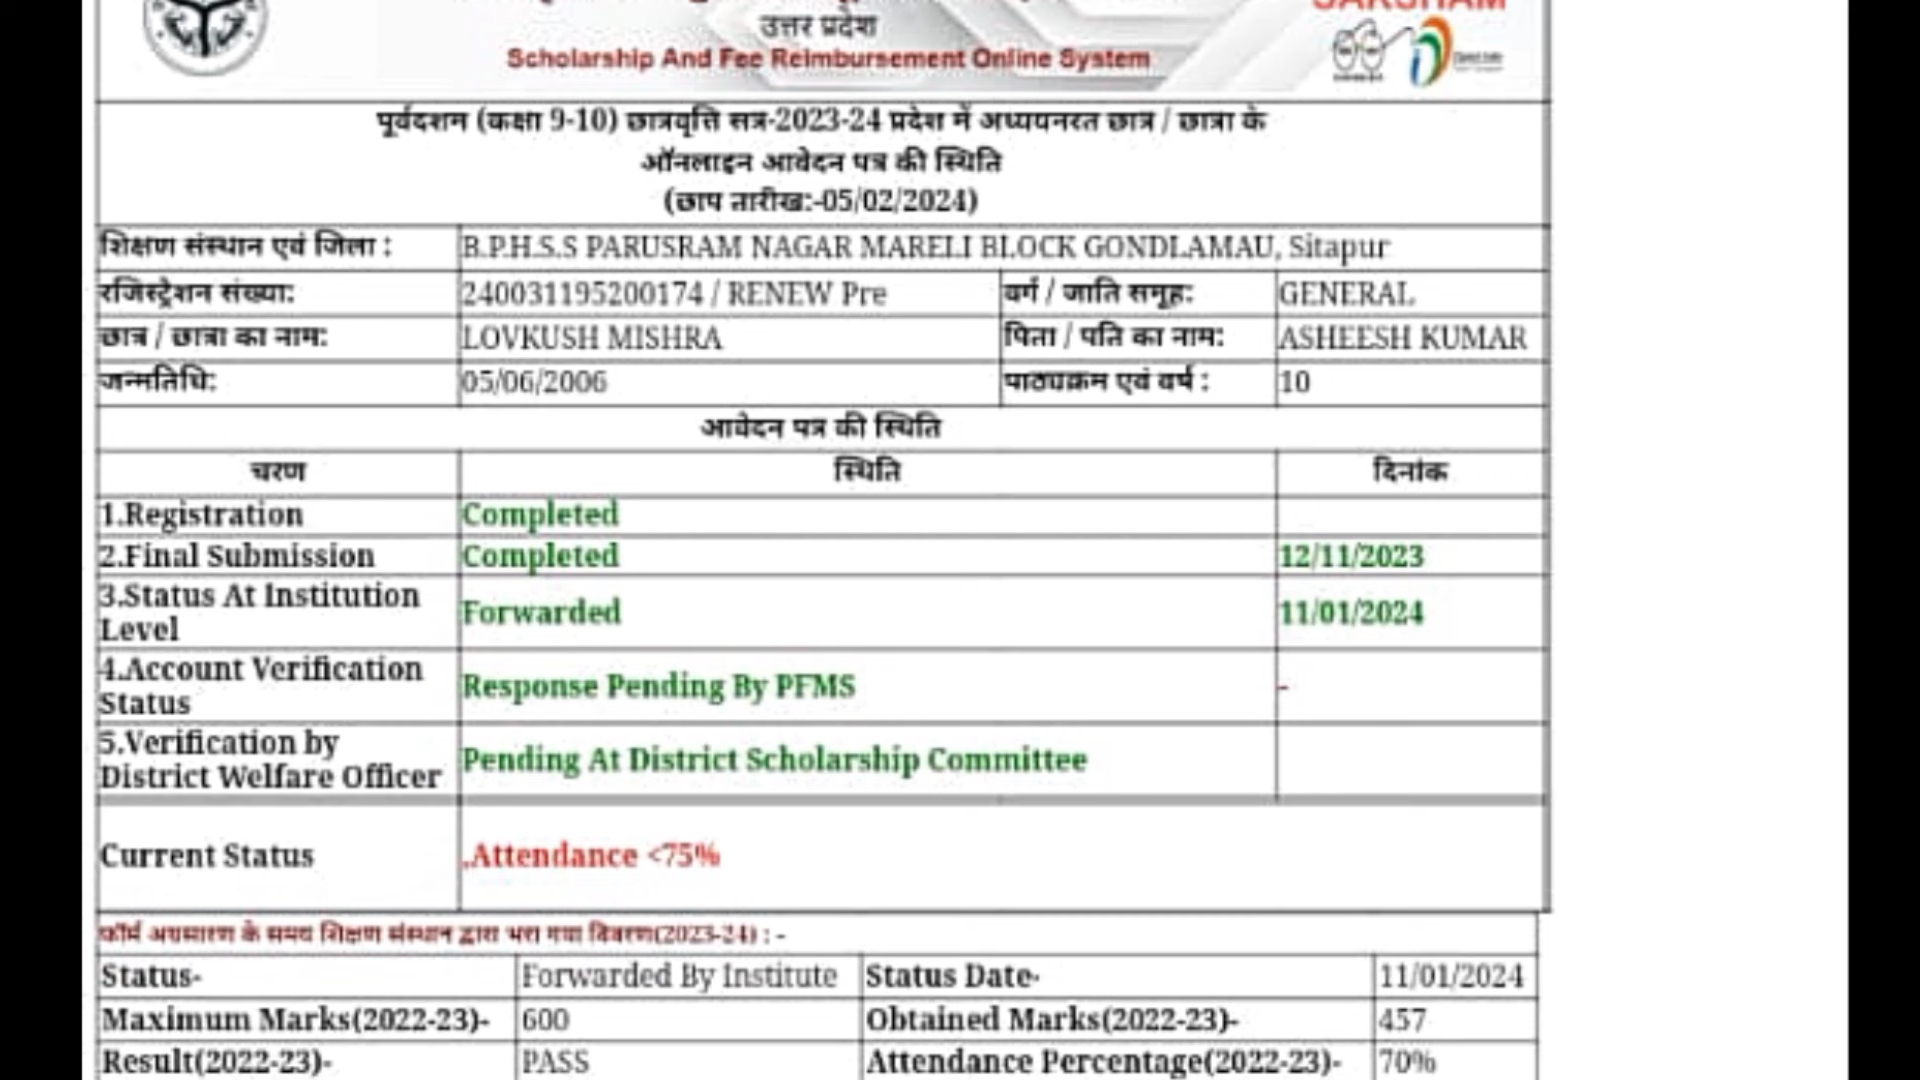 SAKSHAM
उत्तर प्रदेश
Scholarship And Fee Reimbursement Online System
पूर्वदशम (कक्षा 9-10) छात्रवृत्ति सत्र-2023-24 प्रदेश में अध्ययनरत छात्र / छात्रा के
ऑनलाइन आवेदन पत्र की स्थिति
(छाप तारीख:-05/02/2024)
शिक्षण संस्थान एवं जिला : B.P.H.S.S PARUSRAM NAGAR MARELI BLOCK GONDLAMAU, Sitapur
रजिस्ट्रेशन संख्या: 240031195200174 / RENEW Pre वर्ग / जाति समूह: GENERAL
छात्र / छात्रा का नाम: LOVKUSH MISHRA पिता / पति का नाम: ASHEESH KUMAR
जन्मतिथि: 05/06/2006 पाठ्यक्रम एवं वर्ष : 10
आवेदन पत्र की स्थिति
चरण स्थिति दिनांक
1.Registration Completed
2.Final Submission Completed 12/11/2023
3.Status At Institution Level Forwarded 11/01/2024
4.Account Verification Status Response Pending By PFMS -
5.Verification by District Welfare Officer Pending At District Scholarship Committee
Current Status ,Attendance <75%
फॉर्म अग्रसारण के समय शिक्षण संस्थान द्वारा भरा गया विवरण(2023-24) : -
Status- Forwarded By Institute Status Date- 11/01/2024
Maximum Marks(2022-23)- 600 Obtained Marks(2022-23)- 457
Result(2022-23)- PASS Attendance Percentage(2022-23)- 70%